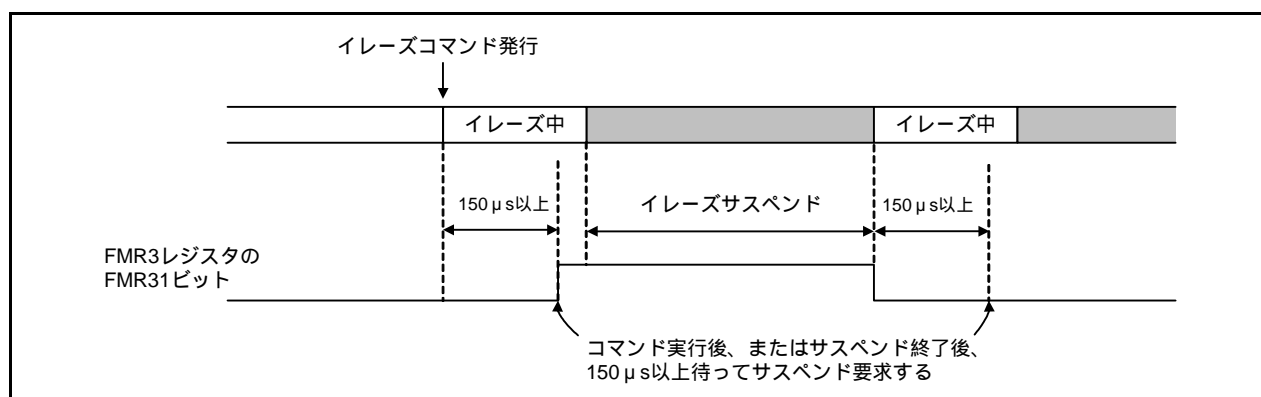 イレーズコマンド発行
イレーズ中
イレーズ中
150μs以上
イレーズサスペンド
150μs以上
FMR3レジスタの
FMR31ビット
コマンド実行後、またはサスペンド終了後、
150μs以上待ってサスペンド要求する